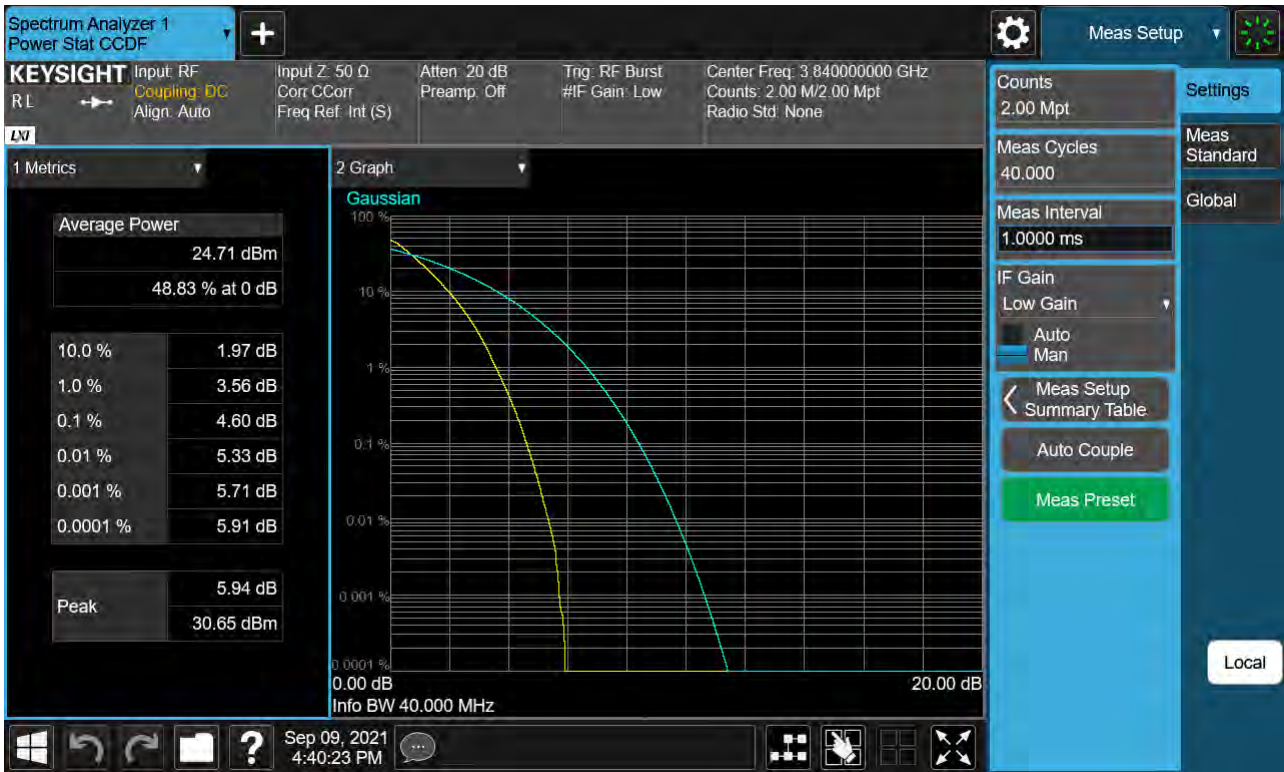 Spectrum Analyzer 1
Power Stat CCDF
+
Meas Setup
KEYSIGHT
RL
LXI
Input: RF
Coupling: DC
Align: Auto
Input Z: 50 Ω
Corr CCorr
Freq Ref: Int (S)
Atten: 20 dB
Preamp: Off
Trig: RF Burst
#IF Gain: Low
Center Freq: 3.840000000 GHz
Counts: 2.00 M/2.00 Mpt
Radio Std: None
1 Metrics
Average Power
24.71 dBm
48.83 % at 0 dB
10.0 % 1.97 dB
1.0 % 3.56 dB
0.1 % 4.60 dB
0.01 % 5.33 dB
0.001 % 5.71 dB
0.0001 % 5.91 dB
Peak 5.94 dB
30.65 dBm
2 Graph
Gaussian
100 %
10 %
1 %
0.1 %
0.01 %
0.001 %
0.0001 %
0.00 dB 20.00 dB
Info BW 40.000 MHz
Counts
2.00 Mpt
Meas Cycles
40.000
Meas Interval
1.0000 ms
IF Gain
Low Gain
Auto
Man
Meas Setup
Summary Table
Auto Couple
Meas Preset
Settings
Meas
Standard
Global
Local
?
Sep 09, 2021
4:40:23 PM